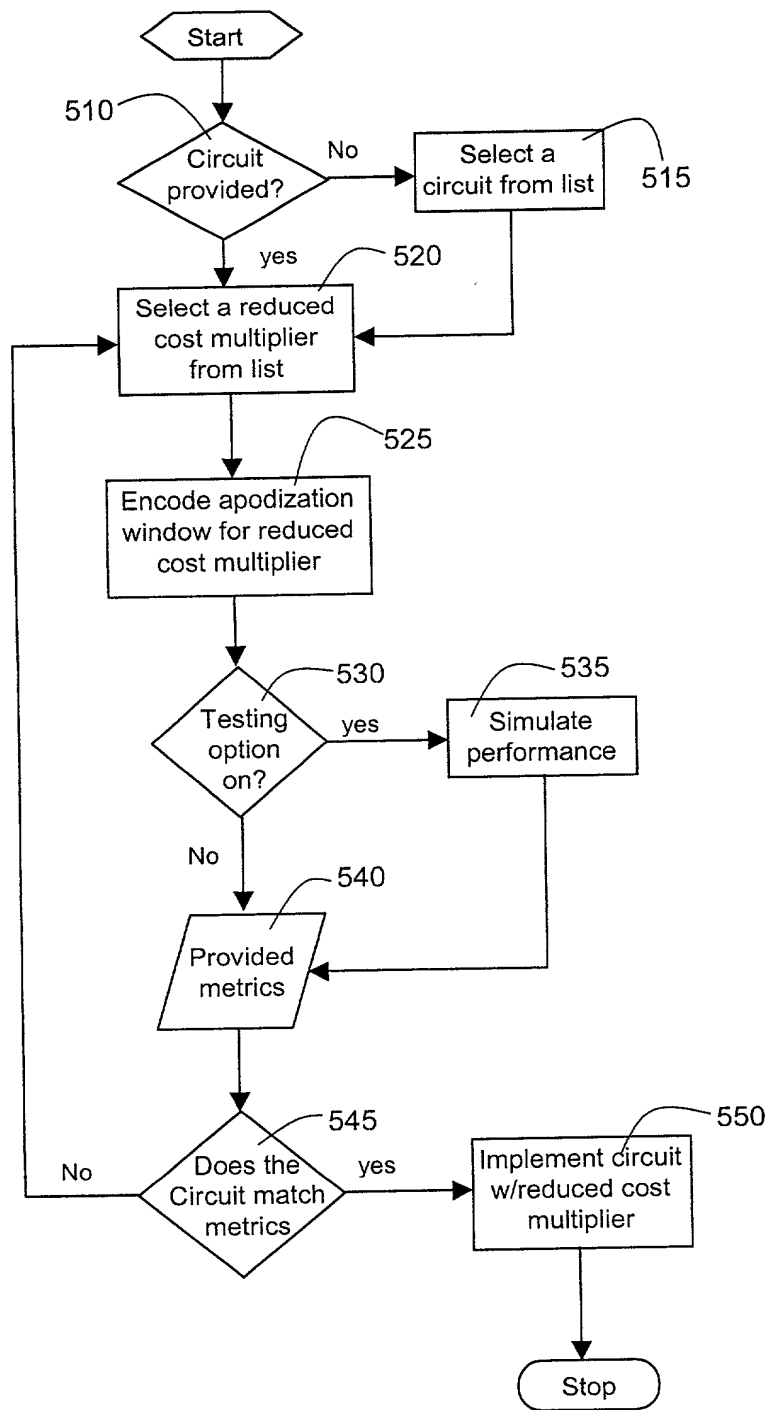 Start
510
Circuit
provided?
No
Select a
circuit from list
515
yes
520
Select a reduced
cost multiplier
from list
525
Encode apodization
window for reduced
cost multiplier
530
Testing
option
on?
yes
535
Simulate
performance
No
540
Provided
metrics
545
Does the
Circuit match
metrics
No
yes
550
Implement circuit
w/reduced cost
multiplier
Stop